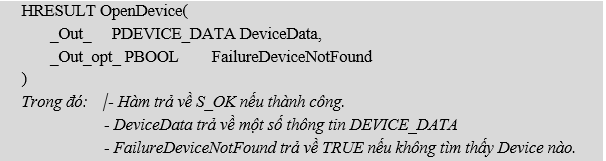 HRESULT OpenDevice(
_Out_ PDEVICE_DATA DeviceData,
_Out_opt_ PBOOL FailureDeviceNotFound
)
Trong đó: |- Hàm trả về S_OK nếu thành công.
- DeviceData trả về một số thông tin DEVICE_DATA
- FailureDeviceNotFound trả về TRUE nếu không tìm thấy Device nào.